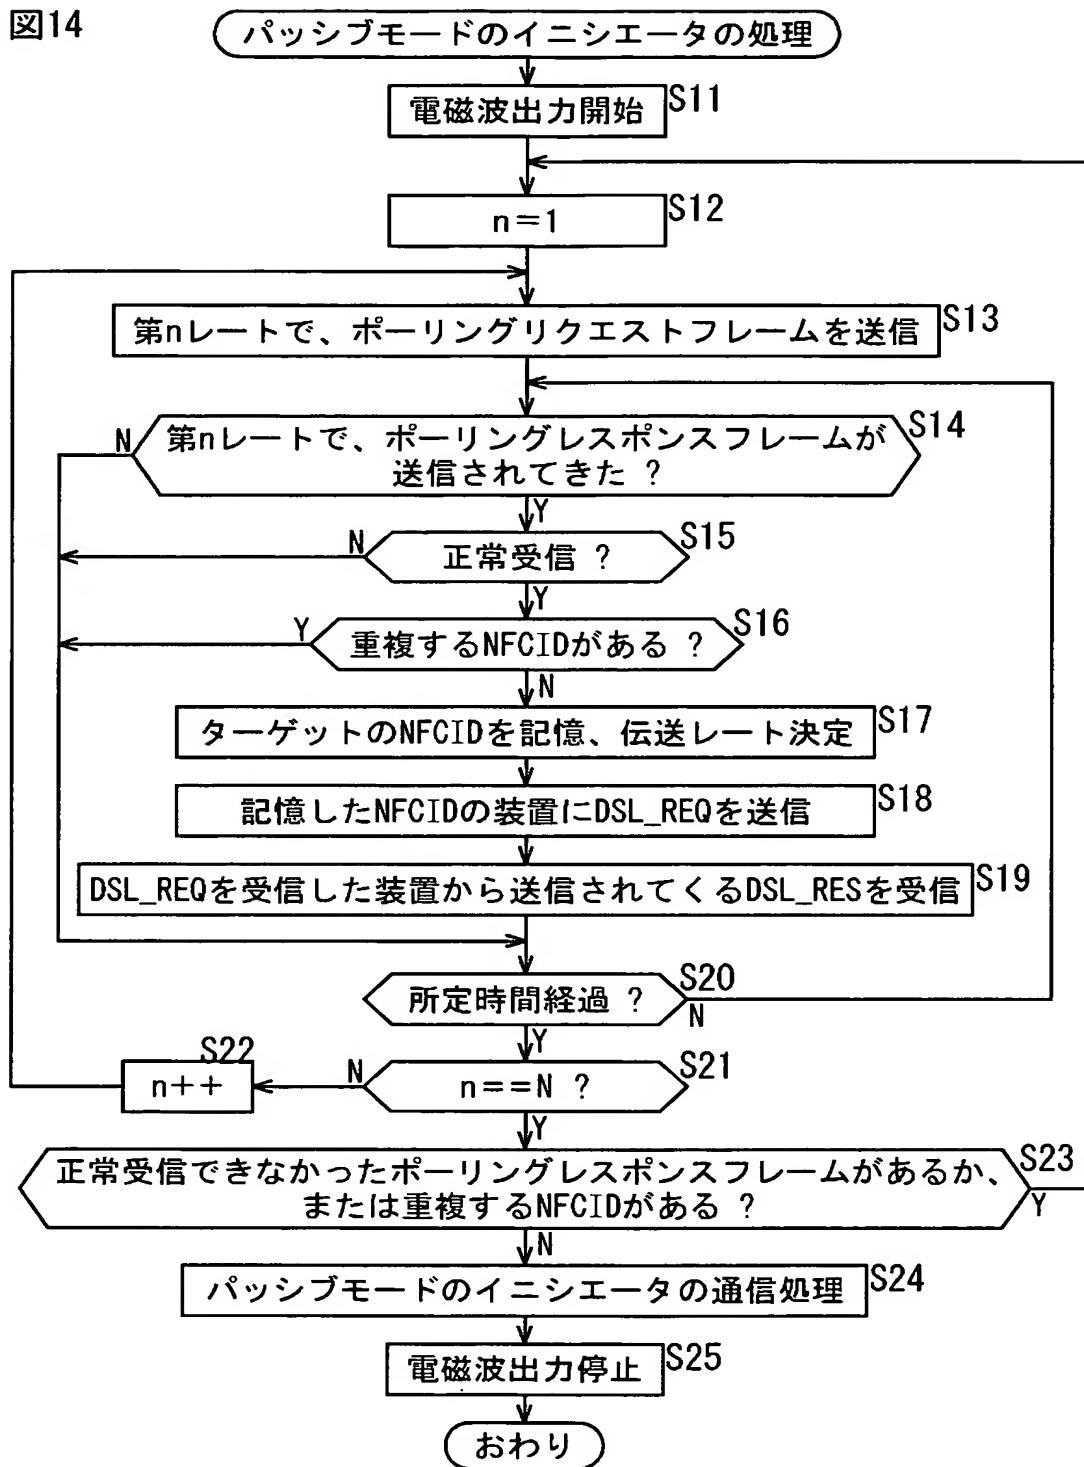 図14
パッシブモードのイニシエータの処理
電磁波出力開始
S11
n=1
S12
第nレートで、ポーリングリクエストフレームを送信
S13
第nレートで、ポーリングレスポンスフレームが
送信されてきた ?
S14
N
Y
正常受信 ?
S15
N
Y
重複するNFCIDがある ?
S16
Y
N
ターゲットのNFCIDを記憶、伝送レート決定
S17
記憶したNFCIDの装置にDSL_REQを送信
S18
DSL_REQを受信した装置から送信されてくるDSL_RESを受信
S19
所定時間経過 ?
S20
N
Y
n==N ?
S21
N
n++
S22
Y
正常受信できなかったポーリングレスポンスフレームがあるか、
または重複するNFCIDがある ?
S23
Y
N
パッシブモードのイニシエータの通信処理
S24
電磁波出力停止
S25
おわり